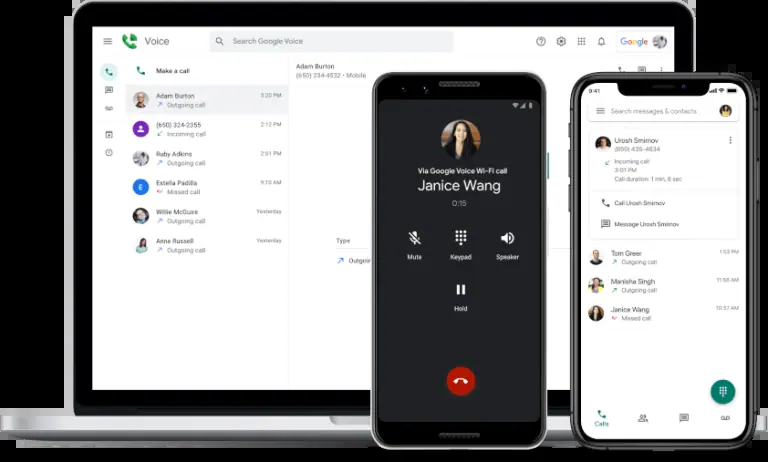 Voice
Search Google Voice
Google
Make a call
Adam Burton
Outgoing call
3:20 PM
(650) 324-2355
Incoming call
2:12 PM
Ruby Adkins
Outgoing call
2:51 PM
Estella Padilla
Missed call
9:10 AM
Willie McGuire
Outgoing call
Yesterday
Anne Russell
Outgoing call
Yesterday
Adam Burton
(650) 234-4532 • Mobile
Type
Outgoin
Via Google Voice Wi-Fi call
Janice Wang
0:15
Mute
Keypad
Speaker
Hold
9:41
Search messages & contacts
Urosh Smirnov
(650) 435-4634
Incoming call
3:01 PM
Call duration: 1 min, 6 sec
Call Urosh Smirnov
Message Urosh Smirnov
Tom Greer
Outgoing call
1:53 PM
Manisha Singh
Outgoing call
11:56 AM
Janice Wang
Missed call
10:57 AM
Calls